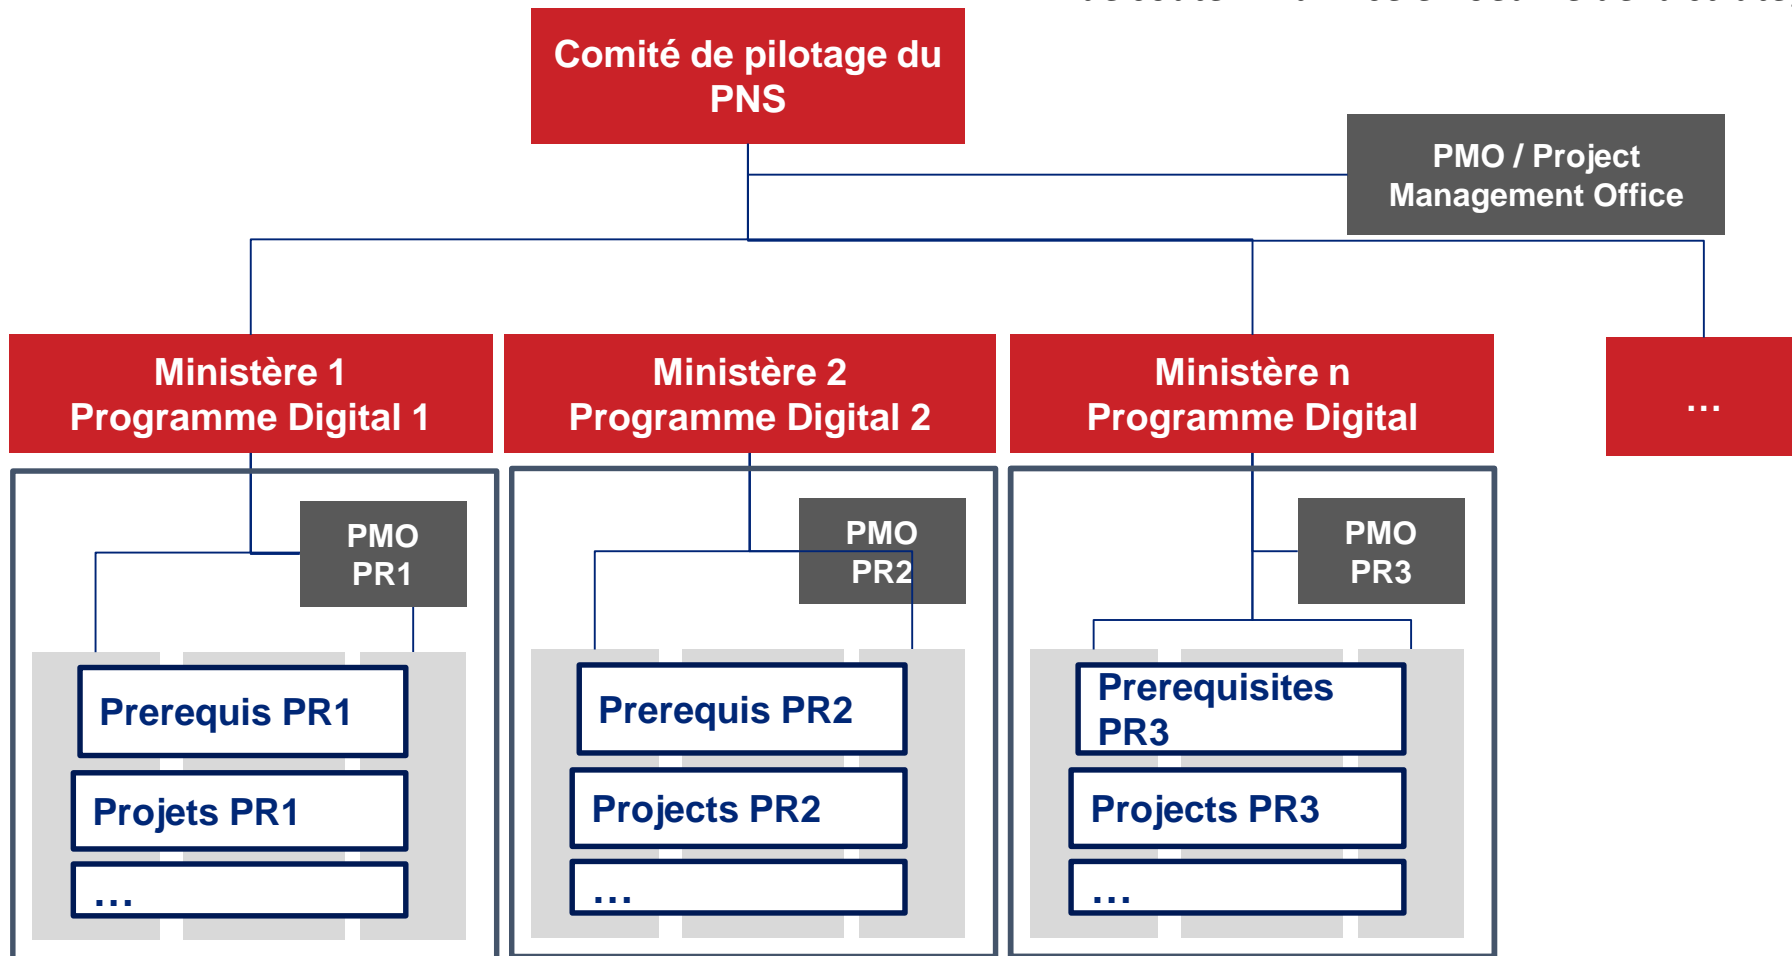 Comité de pilotage du
PNS
PMO / Project
Management Office
Ministère 1
Programme Digital 1
Ministère 2
Programme Digital 2
Ministère n
Programme Digital
…
PMO
PR1
PMO
PR2
PMO
PR3
Prerequis PR1
Projets PR1
…
Prerequis PR2
Projects PR2
…
Prerequisites
PR3
Projects PR3
…